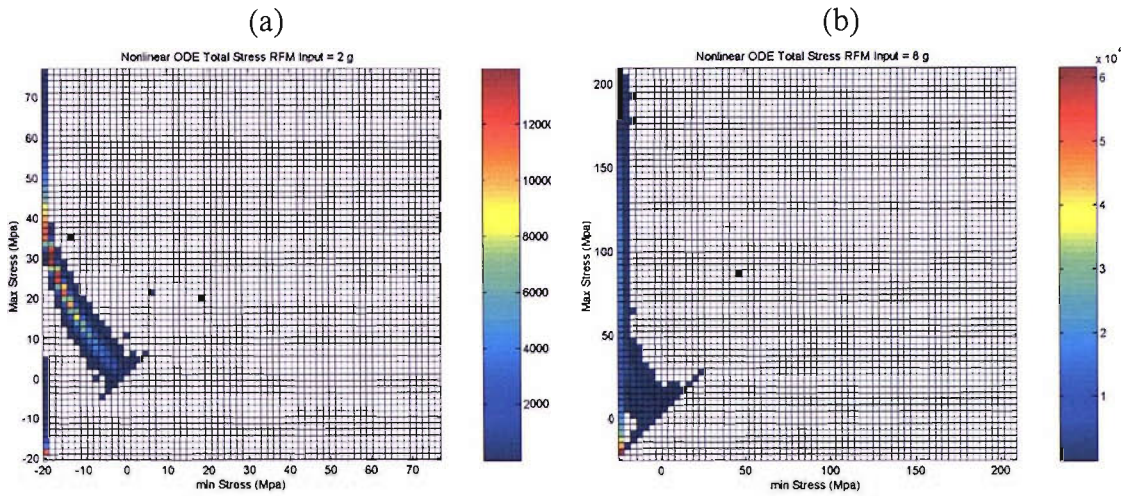 (a)
(b)
Nonlinear ODE Total Stress RFM Input = 2 g
Nonlinear ODE Total Stress RFM Input = 8 g
Max Stress (Mpa)
70
60
50
40
30
20
10
0
-10
-20
-20 -10 0 10 20 30 40 50 60 70
min Stress (Mpa)
1200
1000
8000
6000
4000
2000
Max Stress (Mpa)
200
150
100
50
0
0 50 100 150 200
min Stress (Mpa)
x 10
6
5
4
3
2
1